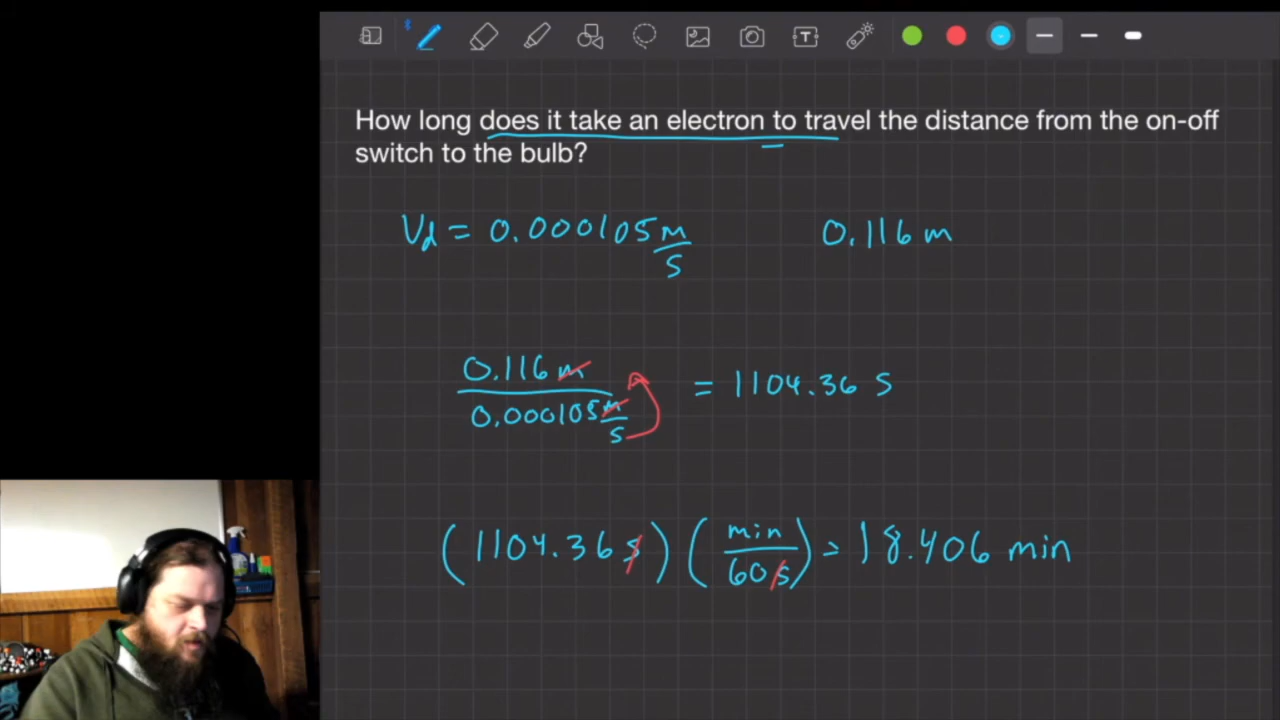 How long does it take an electron to travel the distance from the on-off
switch to the bulb?
Vd = 0.000105 m/s 0.116 m
0.116 m / 0.000105 m/s = 1104.36 s
(1104.36 s) (min / 60 s) = 18.406 min